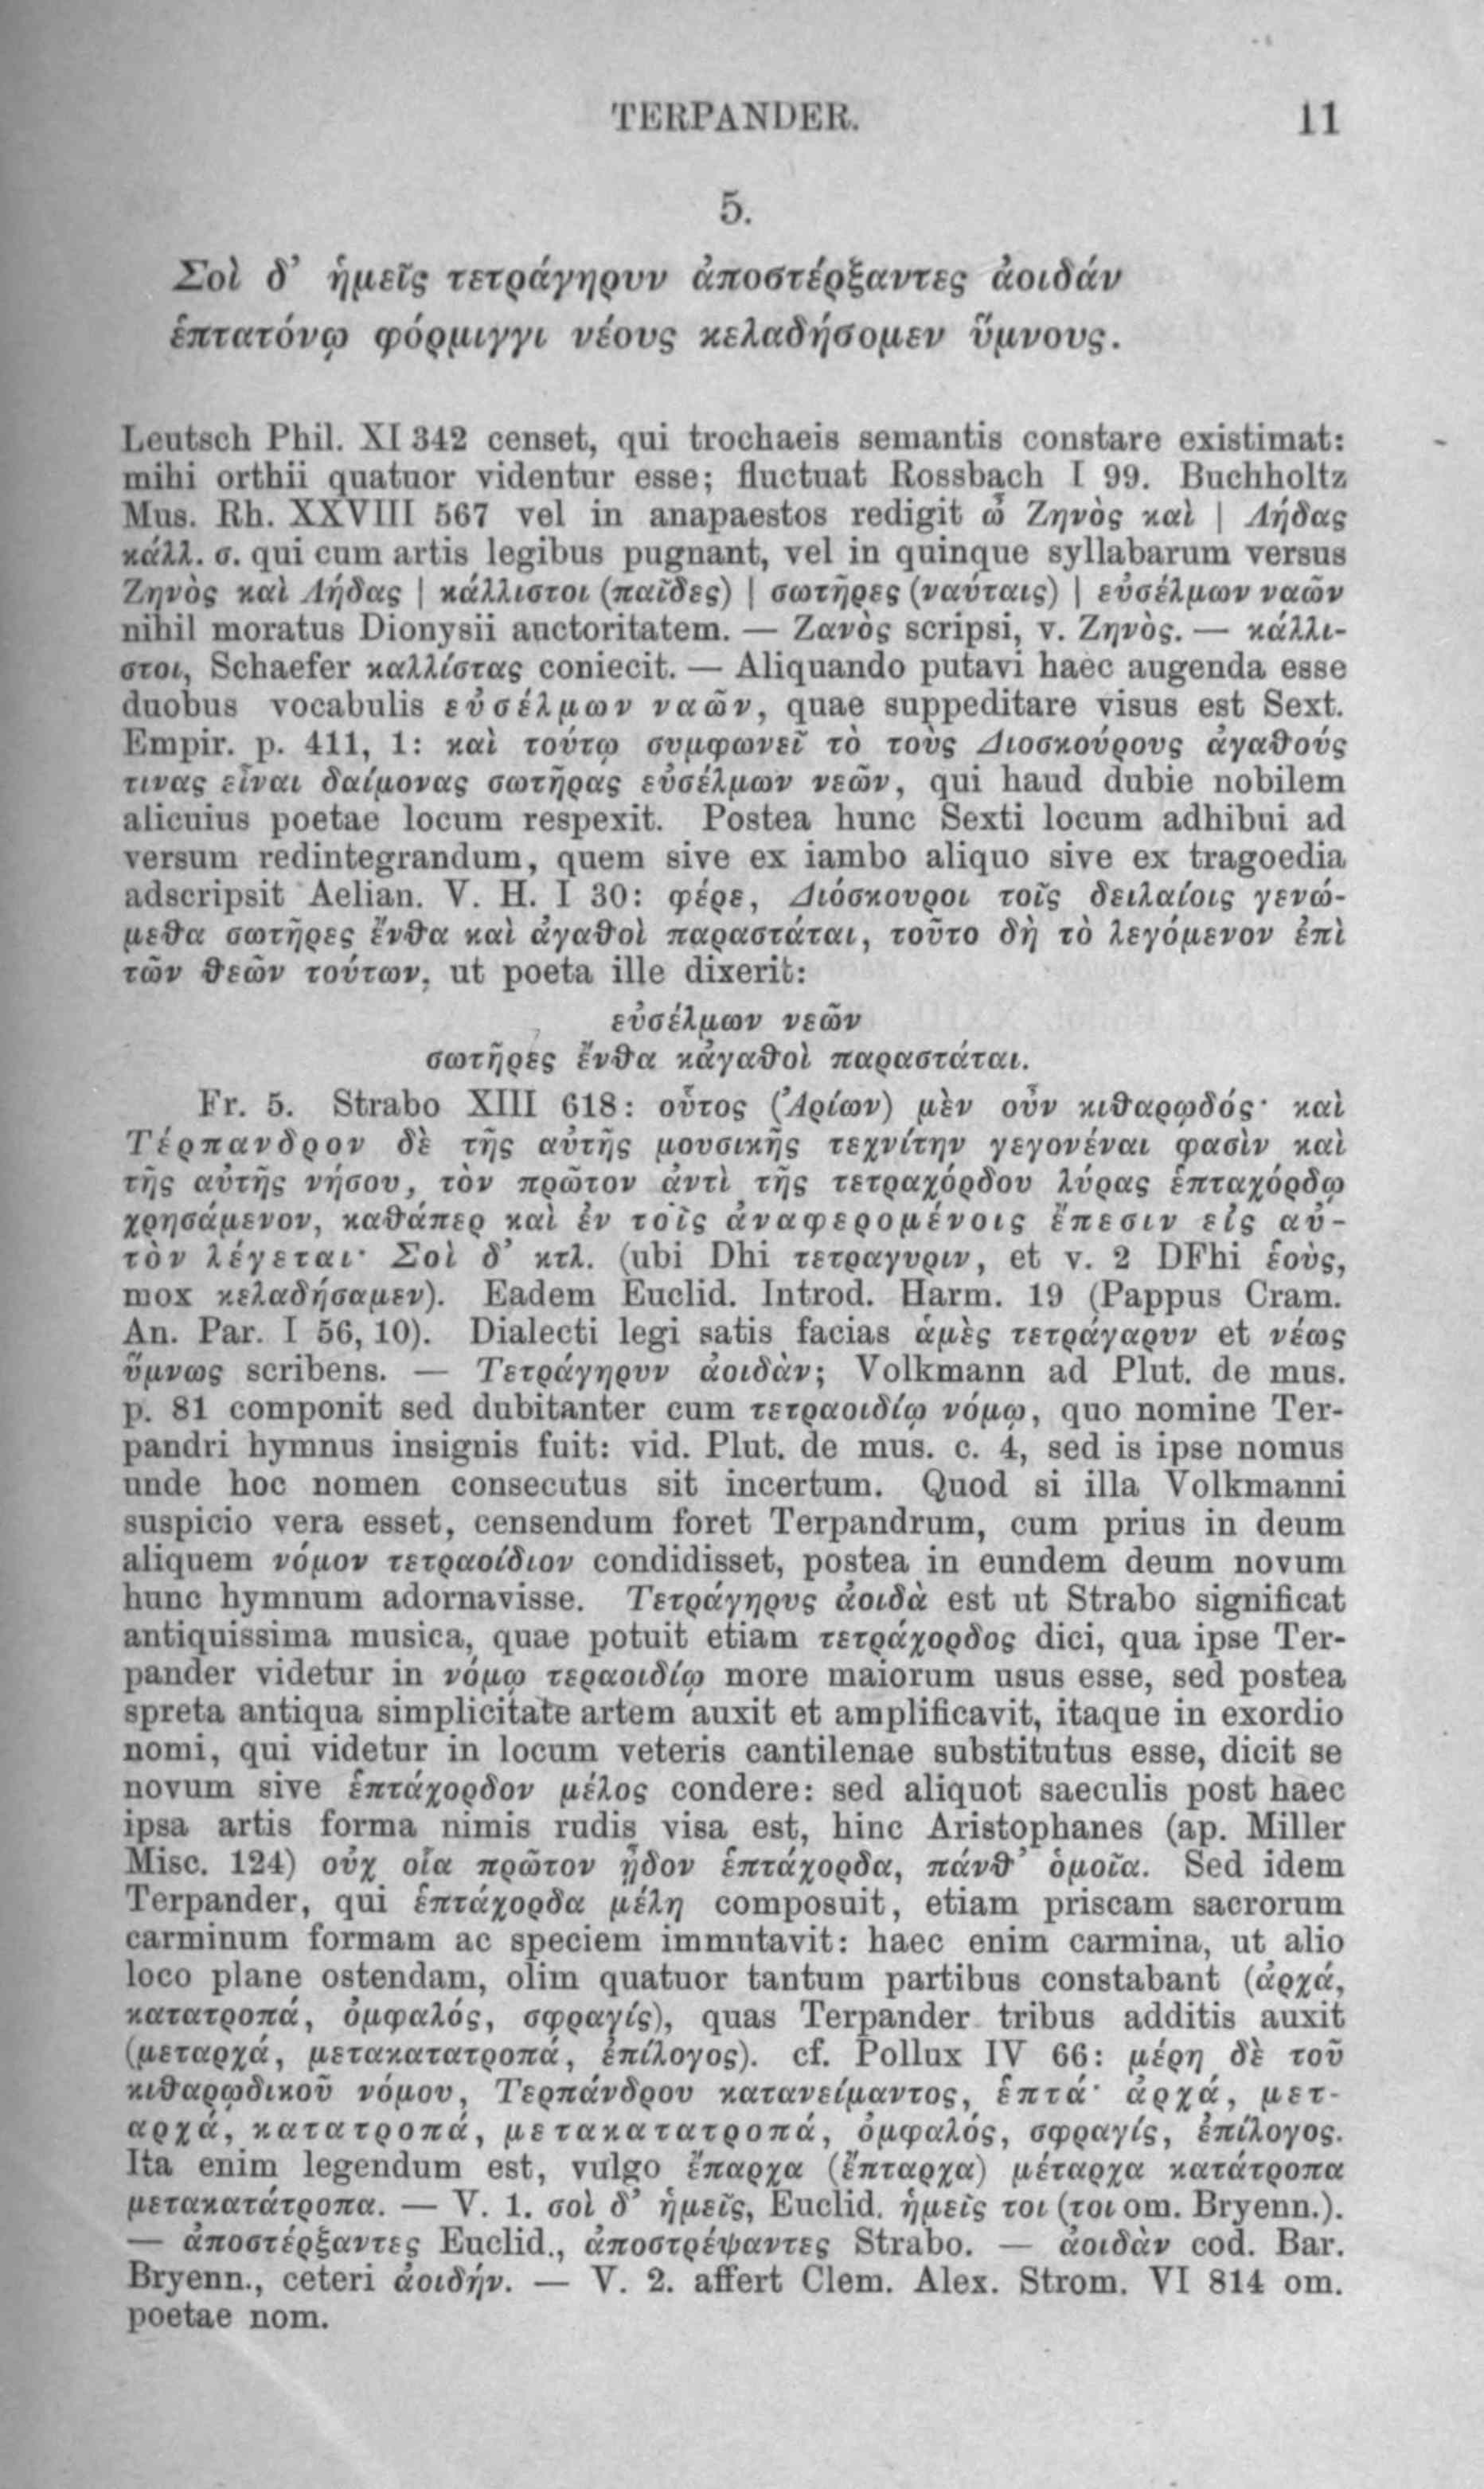 TERPANDER. 11
5.
Σοὶ δ’ ἡμεῖς τετράγηρυν ἀποστέρξαντες ἀοιδάν
ἑπτατόνῳ φόρμιγγι νέους κελαδήσομεν ὕμνους.
Leutsch Phil. XI 342 censet, qui trochaeis semantis constare existimat:
mihi orthii quatuor videntur esse; fluctuat Rossbach I 99. Buchholtz
Mus. Rh. XXVIII 567 vel in anapaestos redigit ὦ Ζηνὸς καὶ | Λήδας
κάλλ. σ. qui cum artis legibus pugnant, vel in quinque syllabarum versus
Ζηνὸς καὶ Λήδας | κάλλιστοι (παῖδες) | σωτῆρες (ναύταις) | εὐσέλμων ναῶν
nihil moratus Dionysii auctoritatem. — Ζανὸς scripsi, v. Ζηνὸς. — κάλλι-
στοι, Schaefer καλλίστας coniecit. — Aliquando putavi haec augenda esse
duobus vocabulis εὐσέλμων ναῶν, quae suppeditare visus est Sext.
Empir. p. 411, 1: καὶ τούτῳ συμφωνεῖ τὸ τοὺς Διοσκούρους ἀγαθούς
τινας εἶναι δαίμονας σωτῆρας εὐσέλμων νεῶν, qui haud dubie nobilem
alicuius poetae locum respexit. Postea hunc Sexti locum adhibui ad
versum redintegrandum, quem sive ex iambo aliquo sive ex tragoedia
adscripsit Aelian. V. H. I 30: φέρε, Διόσκουροι τοῖς δειλαίοις γενώ-
μεθα σωτῆρες ἔνθα καὶ ἀγαθοὶ παραστάται, τοῦτο δὴ τὸ λεγόμενον ἐπὶ
τῶν θεῶν τούτων, ut poeta ille dixerit:
εὐσέλμων νεῶν
σωτῆρες ἔνθα κἀγαθοὶ παραστάται.
Fr. 5. Strabo XIII 618: οὗτος (Ἀρίων) μὲν οὖν κιθαρῳδός· καὶ
Τέρπανδρον δὲ τῆς αὐτῆς μουσικῆς τεχνίτην γεγονέναι φασὶν καὶ
τῆς αὐτῆς νήσου, τὸν πρῶτον ἀντὶ τῆς τετραχόρδου λύρας ἑπταχόρδῳ
χρησάμενον, καθάπερ καὶ ἐν τοῖς ἀναφερομένοις ἔπεσιν εἰς αὐ-
τὸν λέγεται· Σοὶ δ’ κτλ. (ubi Dhi τετραγυριν, et v. 2 DFhi ἑοὺς,
mox κελαδήσαμεν). Eadem Euclid. Introd. Harm. 19 (Pappus Cram.
An. Par. I 56, 10). Dialecti legi satis facias ἁμὲς τετράγαρυν et νέως
ὕμνως scribens. — Τετράγηρυν ἀοιδὰν; Volkmann ad Plut. de mus.
p. 81 componit sed dubitanter cum τετραοιδίῳ νόμῳ, quo nomine Ter-
pandri hymnus insignis fuit: vid. Plut. de mus. c. 4, sed is ipse nomus
unde hoc nomen consecutus sit incertum. Quod si illa Volkmanni
suspicio vera esset, censendum foret Terpandrum, cum prius in deum
aliquem νόμον τετραοίδιον condidisset, postea in eundem deum novum
hunc hymnum adornavisse. Τετράγηρυς ἀοιδὰ est ut Strabo significat
antiquissima musica, quae potuit etiam τετράχορδος dici, qua ipse Ter-
pander videtur in νόμῳ τεραοιδίῳ more maiorum usus esse, sed postea
spreta antiqua simplicitate artem auxit et amplificavit, itaque in exordio
nomi, qui videtur in locum veteris cantilenae substitutus esse, dicit se
novum sive ἑπτάχορδον μέλος condere: sed aliquot saeculis post haec
ipsa artis forma nimis rudis visa est, hinc Aristophanes (ap. Miller
Misc. 124) οὐχ οἷα πρῶτον ᾖδον ἑπτάχορδα, πάνθ’ ὁμοῖα. Sed idem
Terpander, qui ἑπτάχορδα μέλη composuit, etiam priscam sacrorum
carminum formam ac speciem immutavit: haec enim carmina, ut alio
loco plane ostendam, olim quatuor tantum partibus constabant (ἀρχά,
κατατροπά, ὀμφαλός, σφραγίς), quas Terpander tribus additis auxit
(μεταρχά, μετακατατροπά, ἐπίλογος). cf. Pollux IV 66: μέρη δὲ τοῦ
κιθαρῳδικοῦ νόμου, Τερπάνδρου κατανείμαντος, ἑπτά· ἀρχά, μετ-
αρχά, κατατροπά, μετακατατροπά, ὀμφαλός, σφραγίς, ἐπίλογος.
Ita enim legendum est, vulgo ἔπαρχα (ἔπταρχα) μέταρχα κατάτροπα
μετακατάτροπα. — V. 1. σοὶ δ’ ἡμεῖς, Euclid. ἡμεῖς τοι (τοι om. Bryenn.).
— ἀποστέρξαντες Euclid., ἀποστρέψαντες Strabo. — ἀοιδὰν cod. Bar.
Bryenn., ceteri ἀοιδήν. — V. 2. affert Clem. Alex. Strom. VI 814 om.
poetae nom.